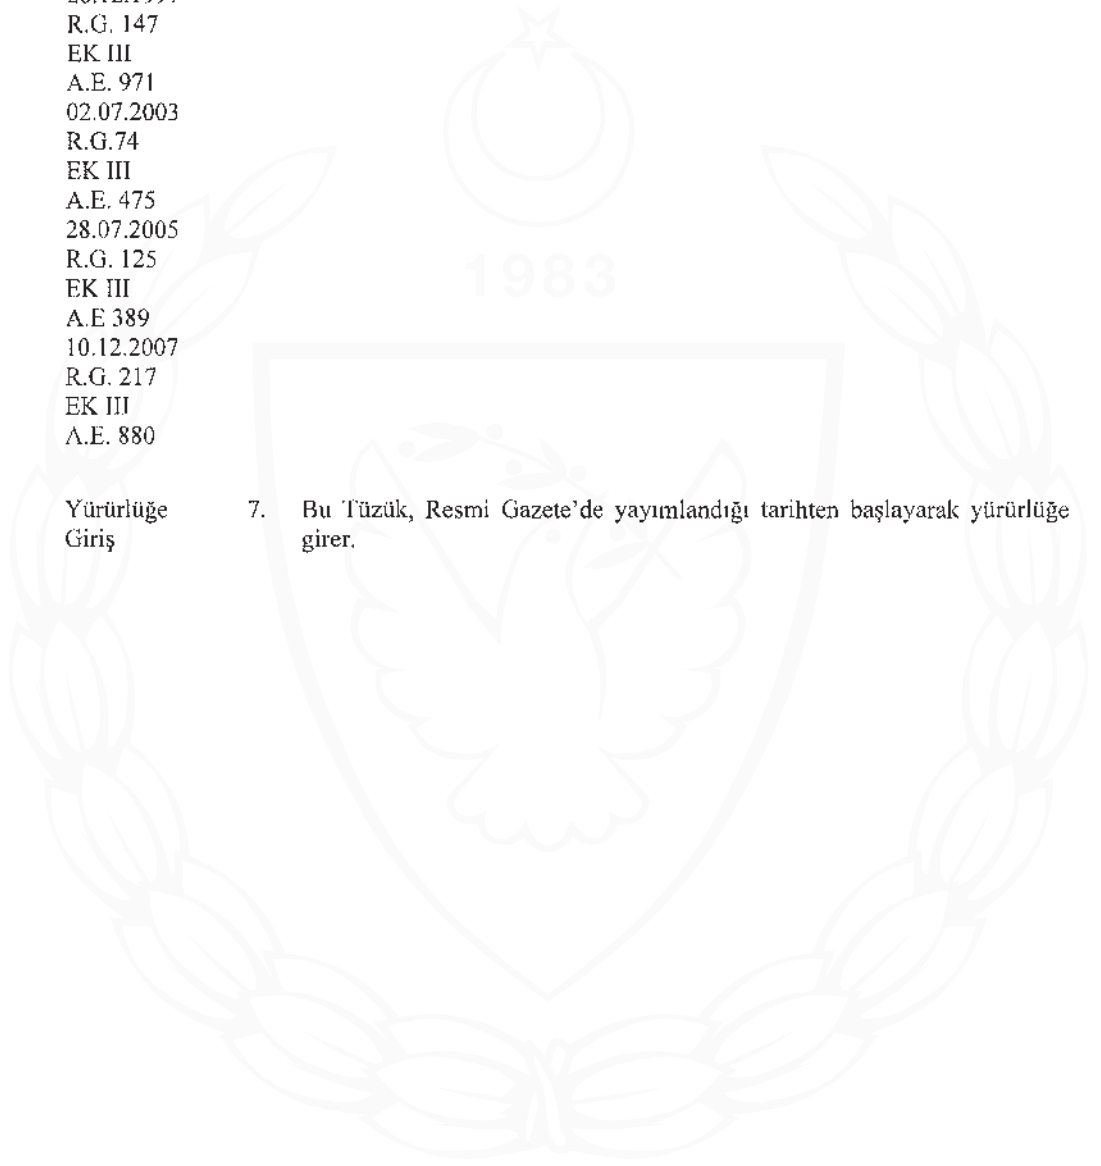 R.G. 147
EK III
A.E. 971
02.07.2003
R.G.74
EK III
A.E. 475
28.07.2005
R.G. 125
EK III
A.E 389
10.12.2007
R.G. 217
EK III
A.E. 880
1983
Yürürlüğe Giriş
7. Bu Tüzük, Resmi Gazete'de yayımlandığı tarihten başlayarak yürürlüğe
girer.